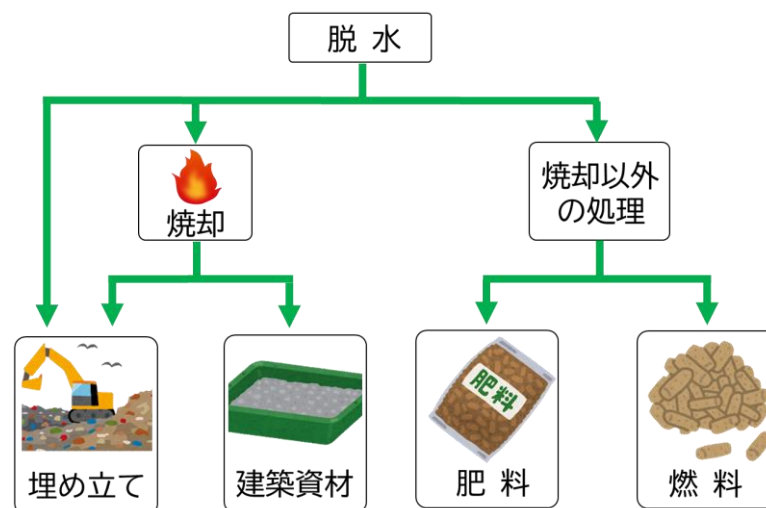 脱 水
焼却
焼却以外
の処理
埋め立て
建築資材
肥料
肥 料
燃 料